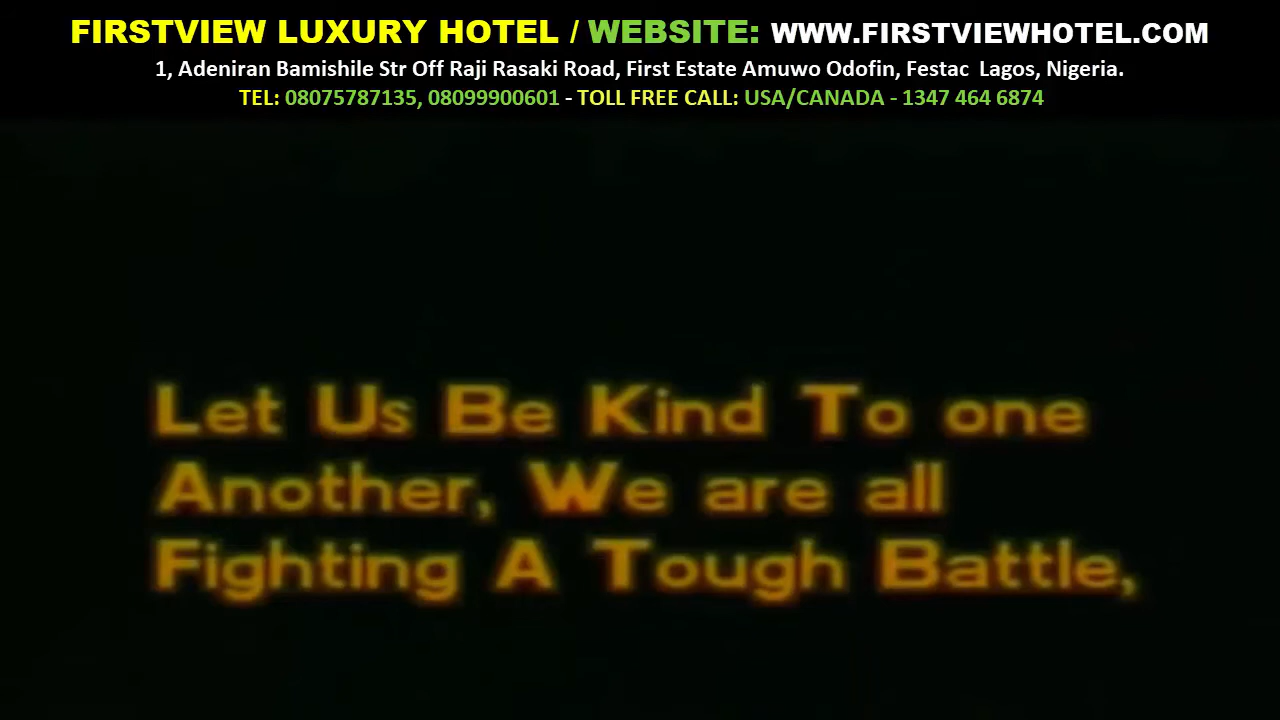 FIRSTVIEW LUXURY HOTEL / WEBSITE: WWW.FIRSTVIEWHOTEL.COM
1, Adeniran Bamishile Str Off Raji Rasaki Road, First Estate Amuwo Odofin, Festac Lagos, Nigeria.
TEL: 08075787135, 08099900601 - TOLL FREE CALL: USA/CANADA - 1347 464 6874
Let Us Be Kind To one
Another, We are all
Fighting A Tough Battle,